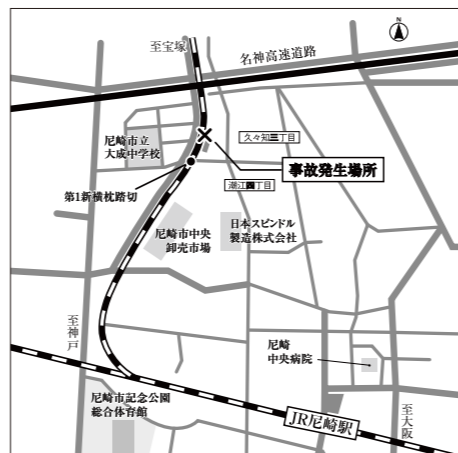 N
至宝塚
名神高速道路
尼崎市立
大成中学校
久々知三丁目
事故発生場所
第1新横枕踏切
潮江四丁目
尼崎市中央
卸売市場
日本スピンドル
製造株式会社
至神戸
尼崎
中央病院
尼崎市記念公園
総合体育館
JR尼崎駅
至大阪